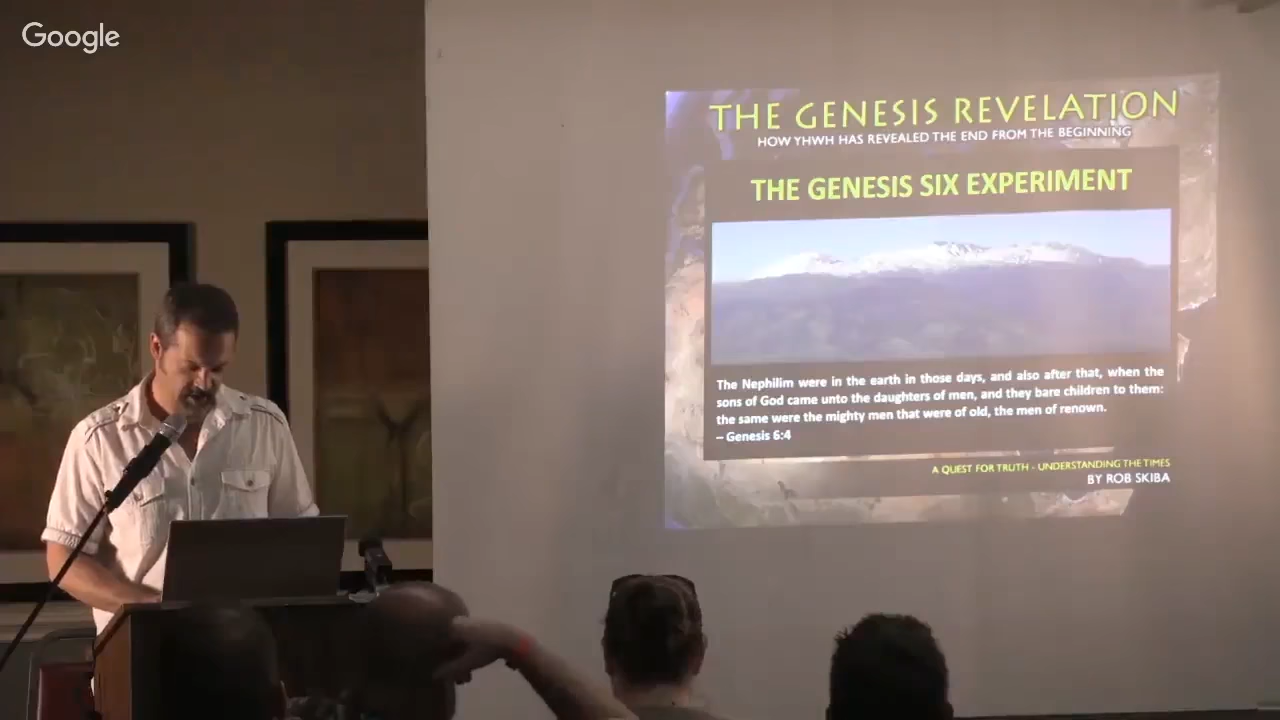 Google
THE GENESIS REVELATION
HOW YHWH HAS REVEALED THE END FROM THE BEGINNING
THE GENESIS SIX EXPERIMENT
The Nephilim were in the earth in those days, and also after that, when the
sons of God came unto the daughters of men, and they bare children to them:
the same were the mighty men that were of old, the men of renown.
– Genesis 6:4
A QUEST FOR TRUTH - UNDERSTANDING THE TIMES
BY ROB SKIBA